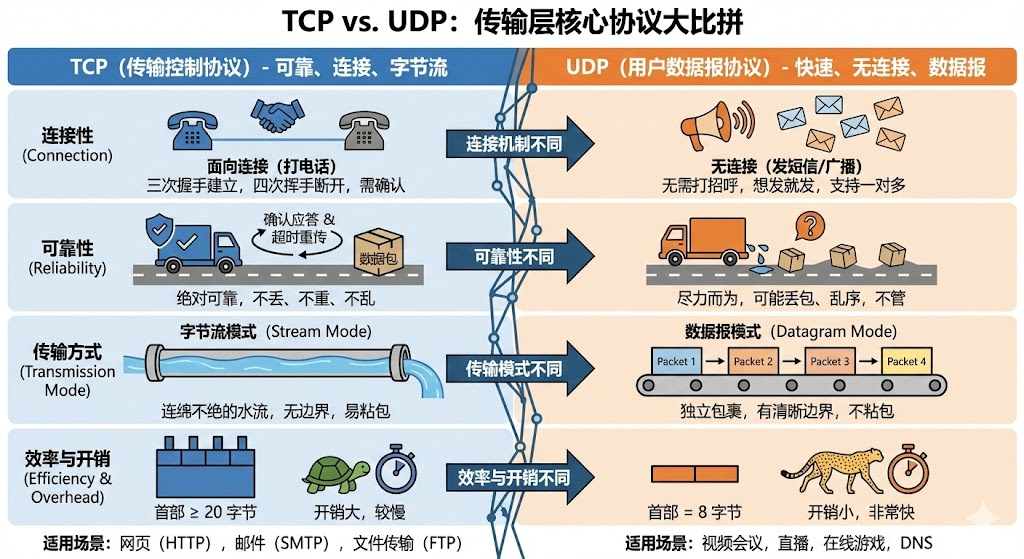 TCP vs. UDP：传输层核心协议大比拼
TCP（传输控制协议）- 可靠、连接、字节流
UDP（用户数据报协议）- 快速、无连接、数据报
连接性
(Connection)
面向连接（打电话）
三次握手建立，四次挥手断开，需确认
连接机制不同
无连接（发短信/广播）
无需打招呼，想发就发，支持一对多
可靠性
(Reliability)
确认应答 &
超时重传
数据包
绝对可靠，不丢、不重、不乱
可靠性不同
?
尽力而为，可能丢包、乱序，不管
传输方式
(Transmission
Mode)
字节流模式（Stream Mode）
连绵不绝的水流，无边界，易粘包
传输模式不同
数据报模式（Datagram Mode）
Packet 1
Packet 2
Packet 3
Packet 4
独立包裹，有清晰边界，不粘包
效率与开销
(Efficiency &
Overhead)
首部 ≥ 20 字节
开销大，较慢
效率与开销不同
首部 = 8 字节
开销小，非常快
适用场景：网页（HTTP），邮件（SMTP），文件传输（FTP）
适用场景：视频会议，直播，在线游戏，DNS